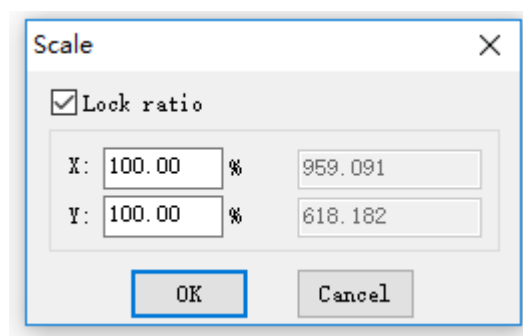 Scale
Lock ratio
X: 100.00 % 959.091
Y: 100.00 % 618.182
OK Cancel